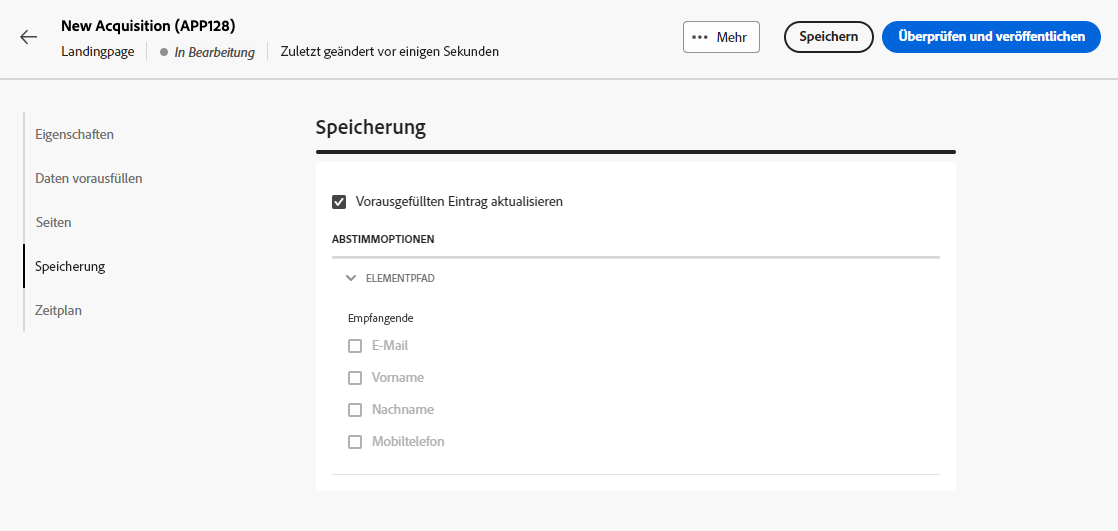 New Acquisition (APP128)
Landingpage In Bearbeitung Zuletzt geändert vor einigen Sekunden
Mehr
Speichern
Überprüfen und veröffentlichen
Eigenschaften
Daten vorausfüllen
Seiten
Speicherung
Zeitplan
Speicherung
Vorausgefüllten Eintrag aktualisieren
ABSTIMMOPTIONEN
ELEMENTPFAD
Empfangende
E-Mail
Vorname
Nachname
Mobiltelefon